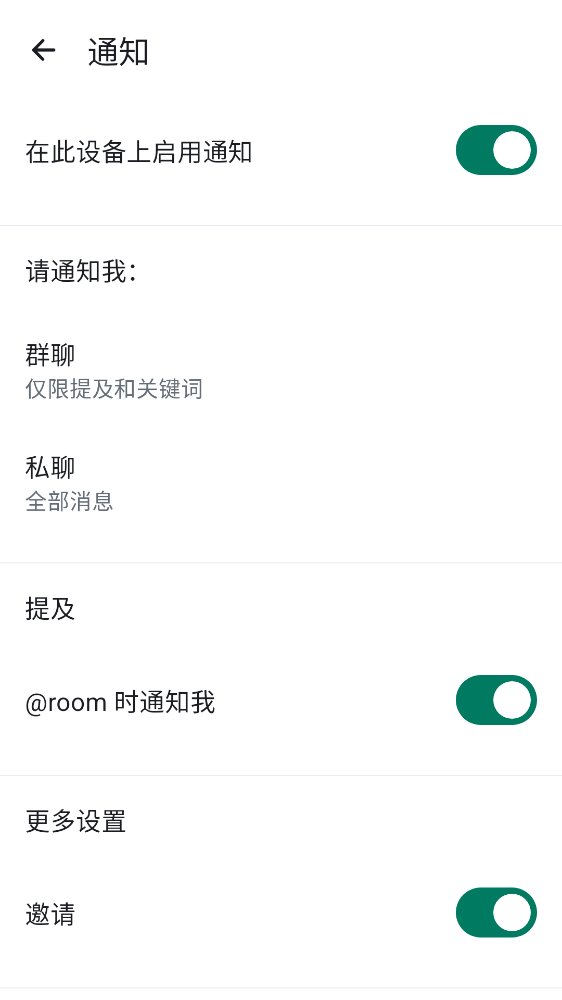 通知
在此设备上启用通知
请通知我：
群聊
仅限提及和关键词
私聊
全部消息
提及
@room 时通知我
更多设置
邀请